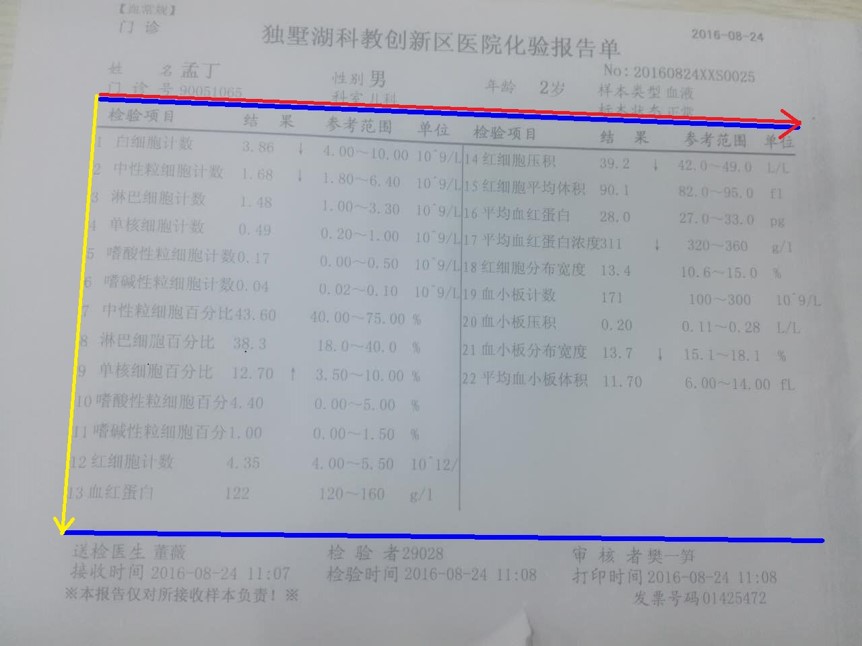 【血常规】
门 诊
独墅湖科教创新区医院化验报告单
2016-08-24
姓 名 孟丁 性别 男 年龄 2岁 No: 20160824XXS0025
门 诊 号 90051065 科室 儿科 样本类型 血液
标本状态 正常
检验项目 结 果 参考范围 单位 检验项目 结 果 参考范围 单位
1 白细胞计数 3.86 ↓ 4.00~10.00 10^9/L 14 红细胞压积 39.2 ↓ 42.0~49.0 L/L
2 中性粒细胞计数 1.68 ↓ 1.80~6.40 10^9/L 15 红细胞平均体积 90.1 82.0~95.0 fl
3 淋巴细胞计数 1.48 1.00~3.30 10^9/L 16 平均血红蛋白 28.0 27.0~33.0 pg
4 单核细胞计数 0.49 0.20~1.00 10^9/L 17 平均血红蛋白浓度311 ↓ 320~360 g/l
5 嗜酸性粒细胞计数0.17 0.00~0.50 10^9/L 18 红细胞分布宽度 13.4 10.6~15.0 %
6 嗜碱性粒细胞计数0.04 0.02~0.10 10^9/L 19 血小板计数 171 100~300 10^9/L
7 中性粒细胞百分比43.60 40.00~75.00 % 20 血小板压积 0.20 0.11~0.28 L/L
8 淋巴细胞百分比 38.3 18.0~40.0 % 21 血小板分布宽度 13.7 ↓ 15.1~18.1 %
9 单核细胞百分比 12.70 ↑ 3.50~10.00 % 22 平均血小板体积 11.70 6.00~14.00 fL
10 嗜酸性粒细胞百分4.40 0.00~5.00 %
11 嗜碱性粒细胞百分1.00 0.00~1.50 %
12 红细胞计数 4.35 4.00~5.50 10^12/
13 血红蛋白 122 120~160 g/l
送检医生 董薇 检 验 者29028 审 核 者樊一笋
接收时间 2016-08-24 11:07 检验时间 2016-08-24 11:08 打印时间 2016-08-24 11:08
※本报告仅对所接收样本负责！※ 发票号码01425472